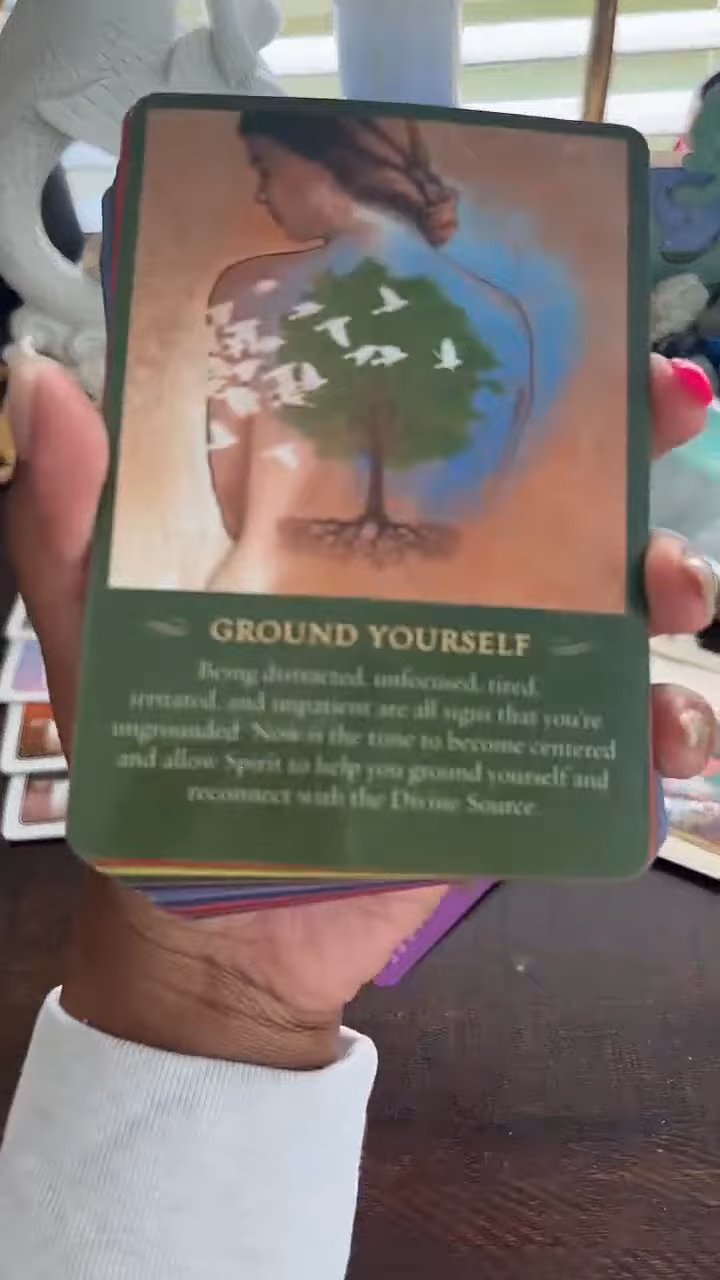 GROUND YOURSELF
Being distracted, unfocused, tired,
irritated, and impatient are all signs that you're
ungrounded. Now is the time to become centered
and allow Spirit to help you ground yourself and
reconnect with the Divine Source.